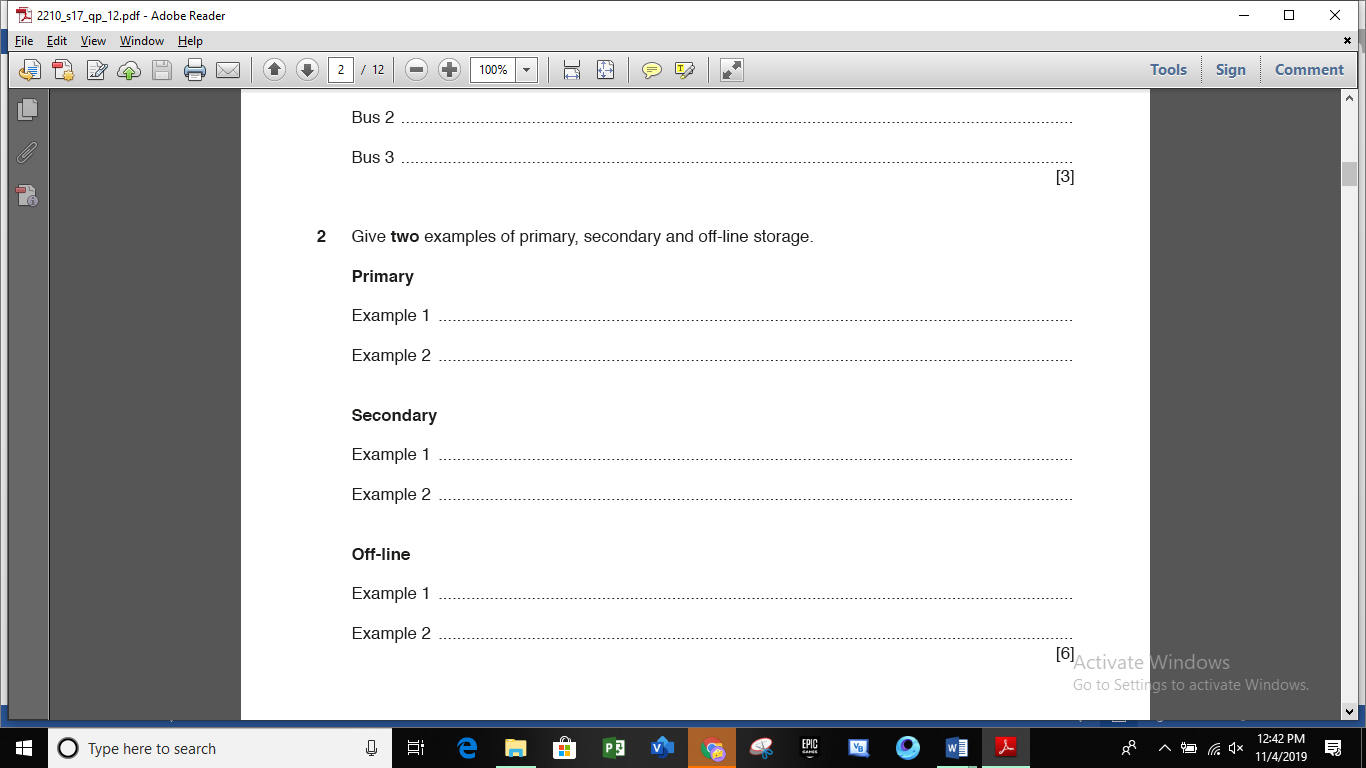 2210_s17_qp_12.pdf - Adobe Reader
File Edit View Window Help
2 / 12 100% Tools Sign Comment
Bus 2 ................................................................
Bus 3 ................................................................
[3]
2 Give two examples of primary, secondary and off-line storage.
Primary
Example 1 ................................................................
Example 2 ................................................................
Secondary
Example 1 ................................................................
Example 2 ................................................................
Off-line
Example 1 ................................................................
Example 2 ................................................................
[6]
Activate Windows
Go to Settings to activate Windows.
Type here to search
12:42 PM
11/4/2019